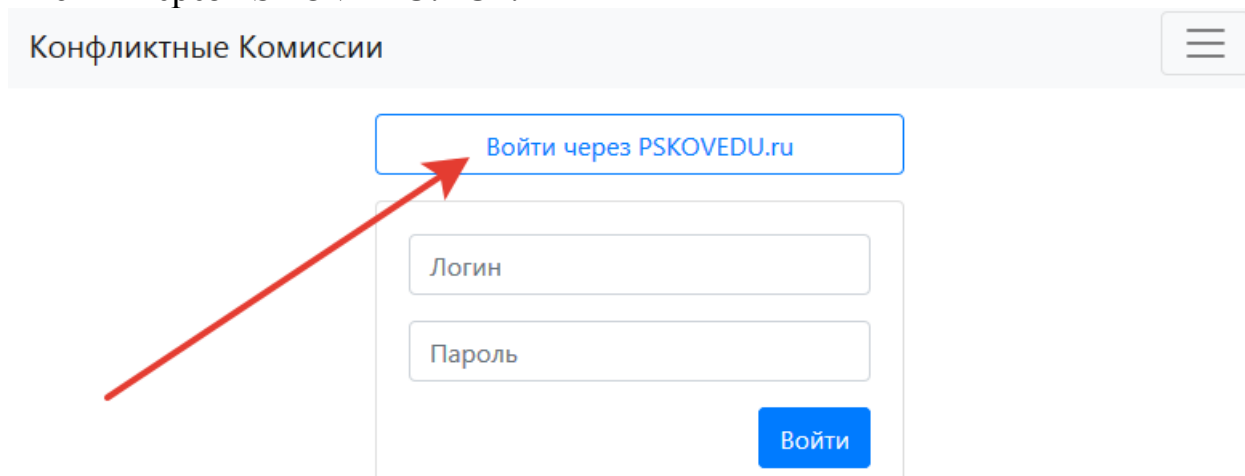 Конфликтные Комиссии
Войти через PSKOVEDU.ru
Логин
Пароль
Войти